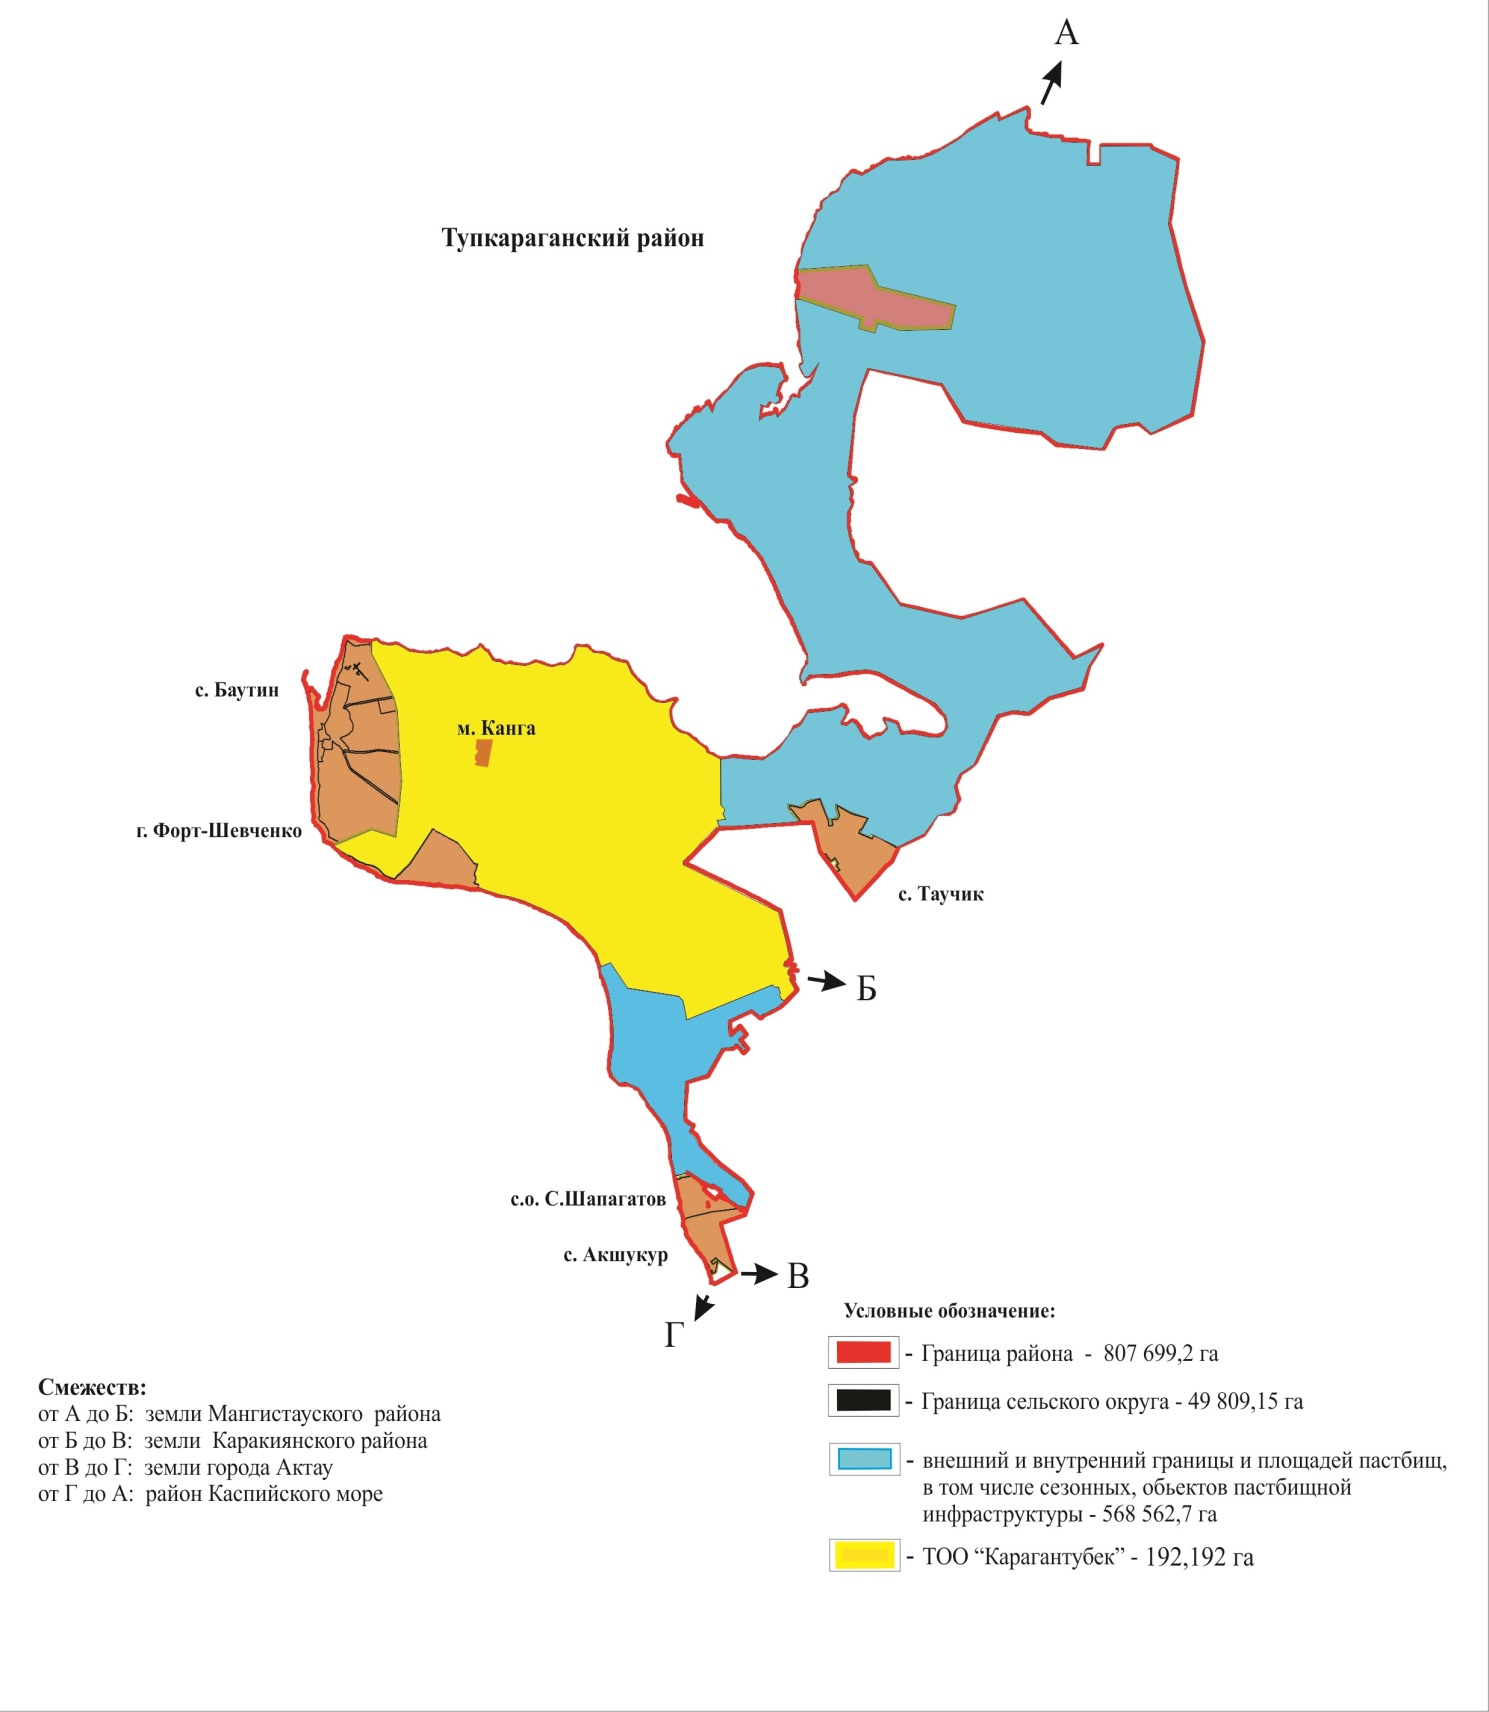 А
Тупкараганский район
с. Баутин
м. Канга
г. Форт-Шевченко
с. Таучик
Б
с.о. С.Шапагатов
с. Акшукур
В
Г
Условные обозначение:
- Граница района - 807 699,2 га
- Граница сельского округа - 49 809,15 га
- внешний и внутренний границы и площадей пастбищ,
в том числе сезонных, обьектов пастбищной
инфраструктуры - 568 562,7 га
- ТОО “Карагантубек” - 192,192 га
Смежеств:
от А до Б: земли Мангистауского района
от Б до В: земли Каракиянского района
от В до Г: земли города Актау
от Г до А: район Каспийского море